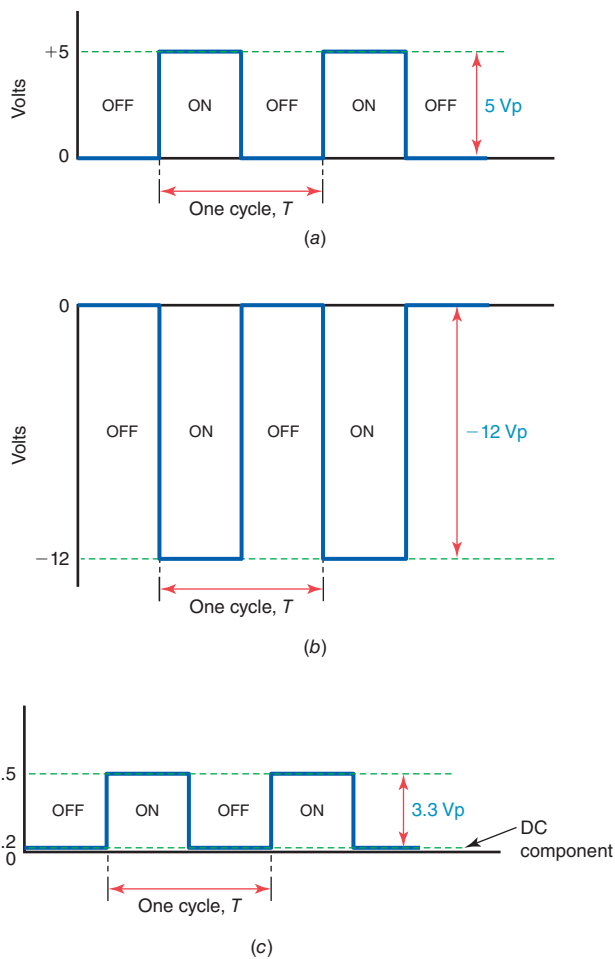 +5
Volts
OFF
ON
OFF
ON
OFF
5 Vp
0
One cycle, T
(a)
0
Volts
OFF
ON
OFF
ON
−12 Vp
−12
One cycle, T
(b)
.5
OFF
ON
OFF
ON
3.3 Vp
DC
component
.2
0
One cycle, T
(c)